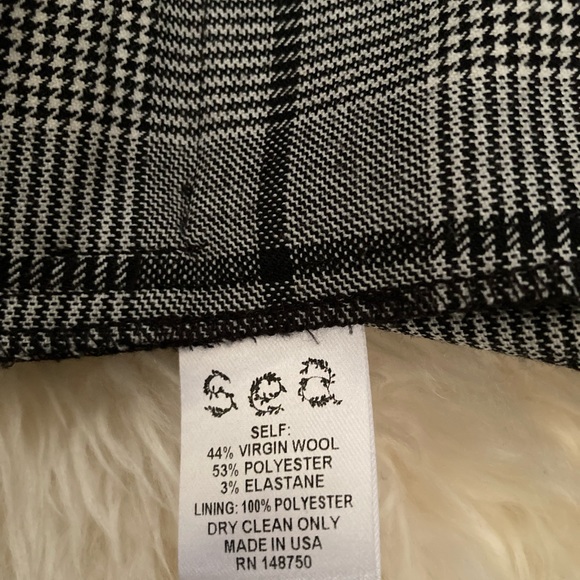 sea
SELF:
44% VIRGIN WOOL
53% POLYESTER
3% ELASTANE
LINING: 100% POLYESTER
DRY CLEAN ONLY
MADE IN USA
RN 148750